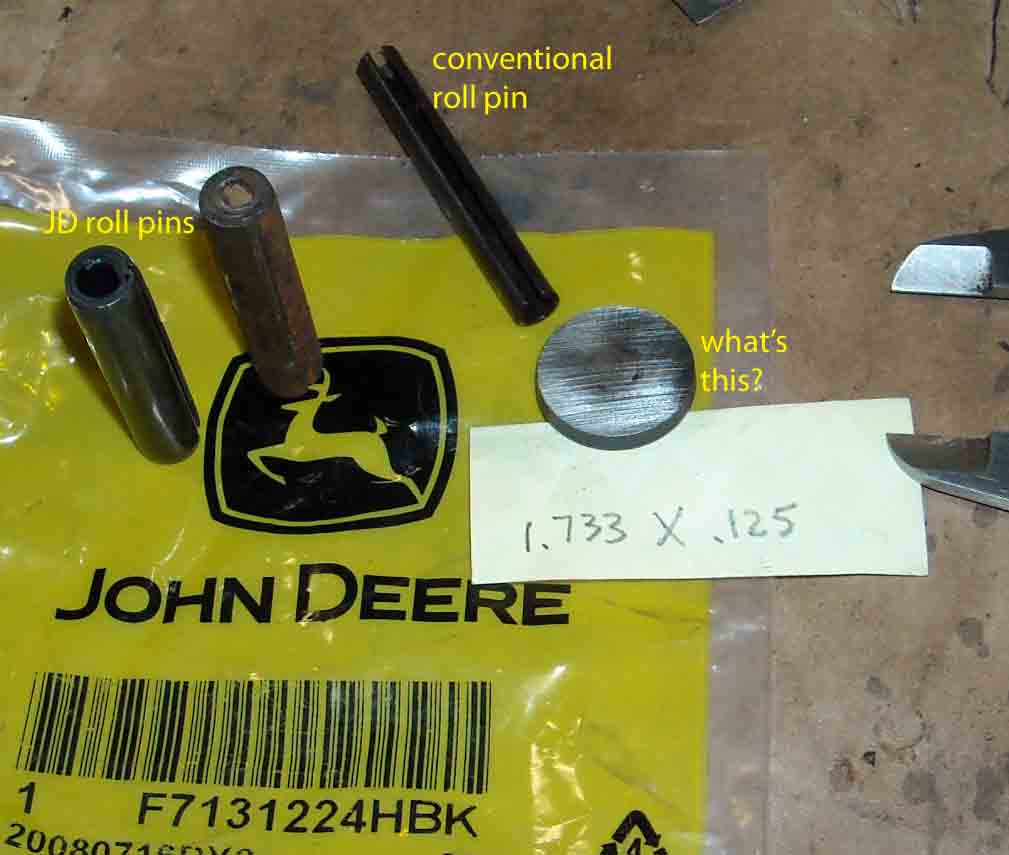 conventional
roll pin
JD roll pins
what's
this?
1.733 X .125
JOHN DEERE
1
F7131224HBK